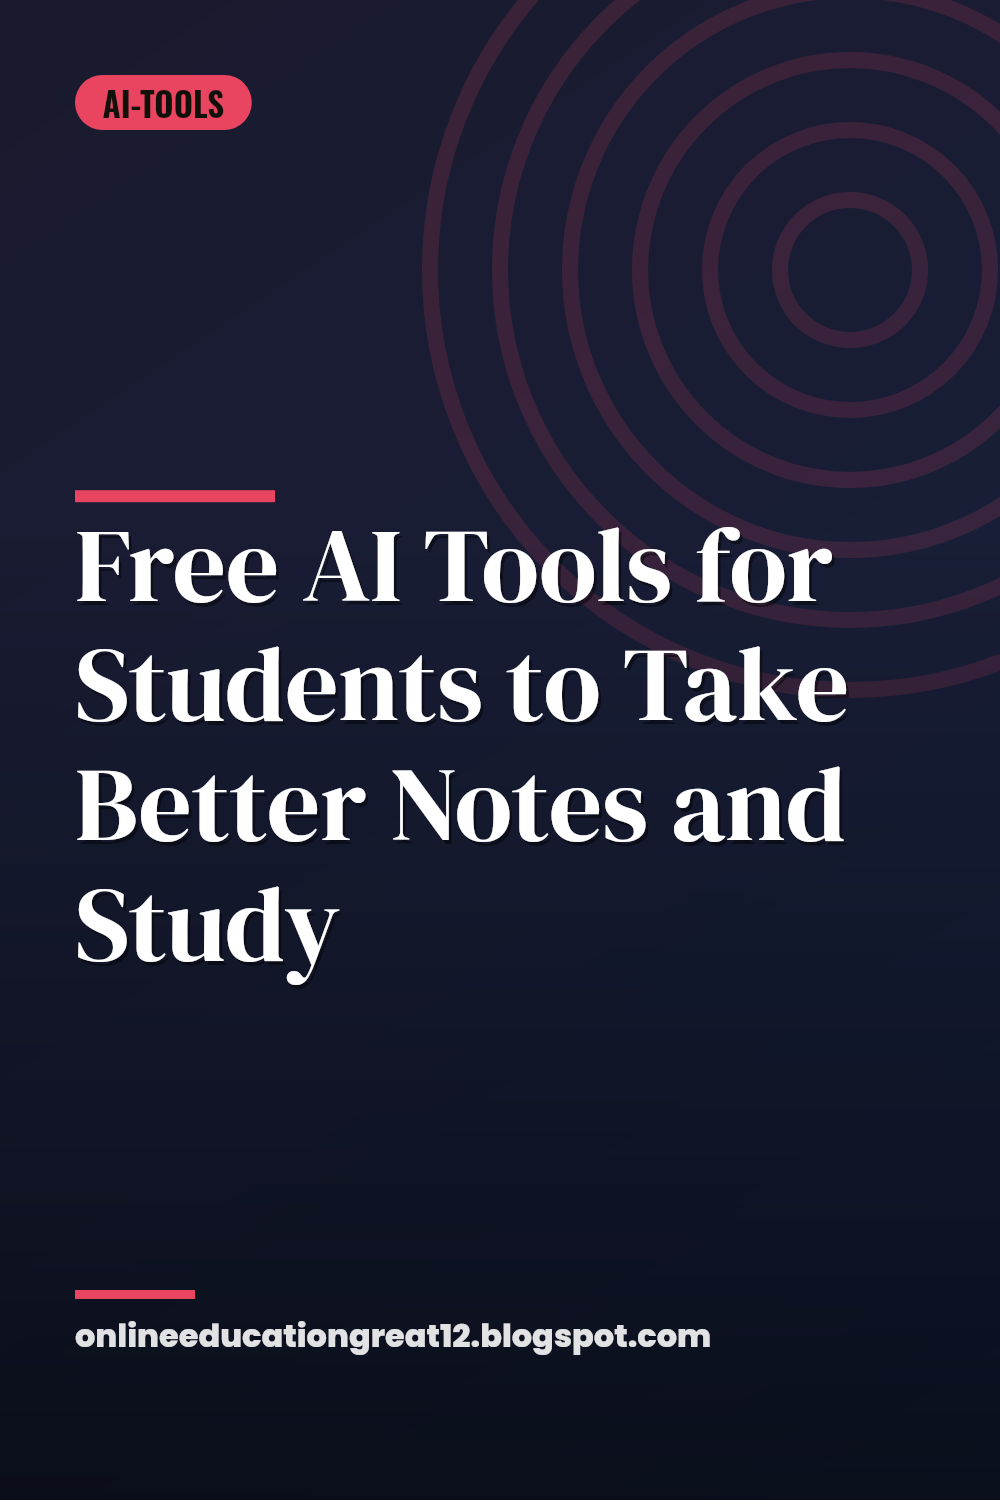 AI-TOOLS
Free AI Tools for
Students to Take
Better Notes and
Study
onlineeducationgreat12.blogspot.com